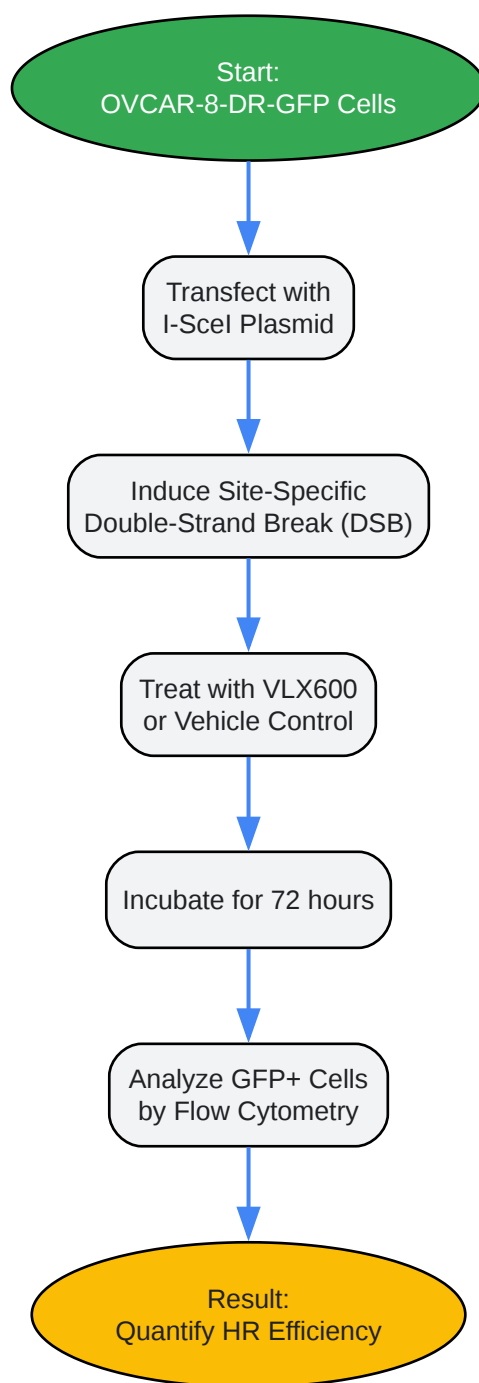 Start:
OVCAR-8-DR-GFP Cells
Transfect with
I-SceI Plasmid
Induce Site-Specific
Double-Strand Break (DSB)
Treat with VLX600
or Vehicle Control
Incubate for 72 hours
Analyze GFP+ Cells
by Flow Cytometry
Result:
Quantify HR Efficiency